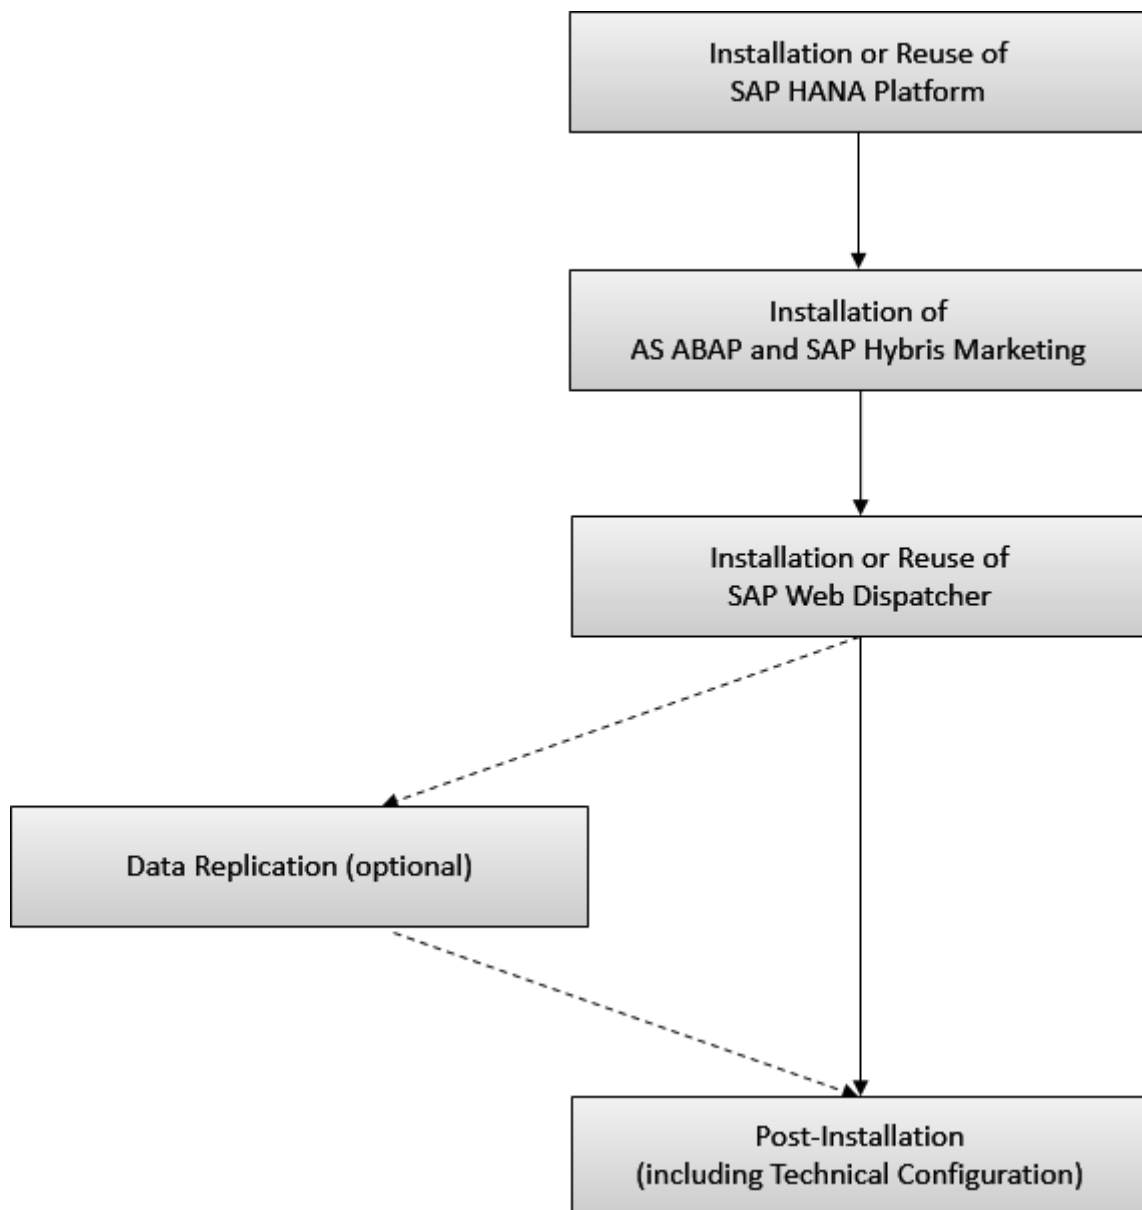 Installation or Reuse of
SAP HANA Platform
Installation of
AS ABAP and SAP Hybris Marketing
Installation or Reuse of
SAP Web Dispatcher
Data Replication (optional)
Post-Installation
(including Technical Configuration)